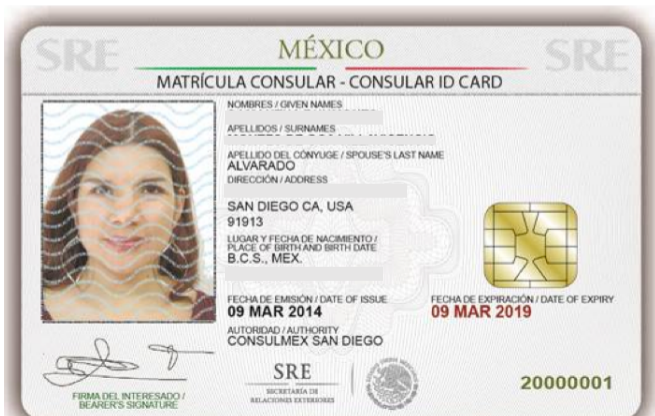 SRE
MÉXICO
SRE
MATRÍCULA CONSULAR - CONSULAR ID CARD
NOMBRES / GIVEN NAMES
APELLIDOS / SURNAMES
APELLIDO DEL CÓNYUGE / SPOUSE'S LAST NAME
ALVARADO
DIRECCIÓN / ADDRESS
SAN DIEGO CA, USA
91913
LUGAR Y FECHA DE NACIMIENTO /
PLACE OF BIRTH AND BIRTH DATE
B.C.S., MEX.
FECHA DE EMISIÓN / DATE OF ISSUE
09 MAR 2014
FECHA DE EXPIRACIÓN / DATE OF EXPIRY
09 MAR 2019
AUTORIDAD / AUTHORITY
CONSULMEX SAN DIEGO
SRE
SECRETARÍA DE
RELACIONES EXTERIORES
FIRMA DEL INTERESADO /
BEARER'S SIGNATURE
20000001